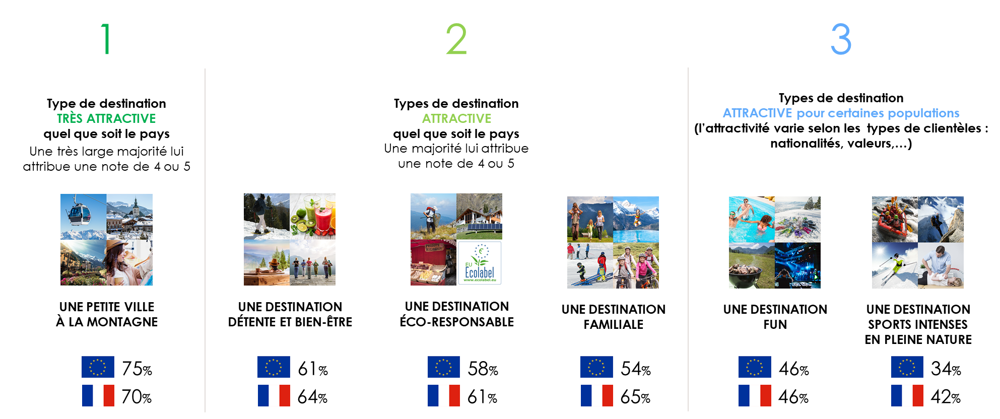 1
Type de destination
TRÈS ATTRACTIVE
quel que soit le pays
Une très large majorité lui
attribue une note de 4 ou 5
UNE PETITE VILLE
À LA MONTAGNE
75%
70%
2
Types de destination
ATTRACTIVE
quel que soit le pays
Une majorité lui attribue
une note de 4 ou 5
UNE DESTINATION
DÉTENTE ET BIEN-ÊTRE
61%
64%
PRODUITS
REGIONAUX
EU
Ecolabel
www.ecolabel.eu
UNE DESTINATION
ÉCO-RESPONSABLE
58%
61%
UNE DESTINATION
FAMILIALE
54%
65%
3
Types de destination
ATTRACTIVE pour certaines populations
(l’attractivité varie selon les types de clientèles :
nationalités, valeurs,…)
UNE DESTINATION
FUN
46%
46%
UNE DESTINATION
SPORTS INTENSES
EN PLEINE NATURE
34%
42%